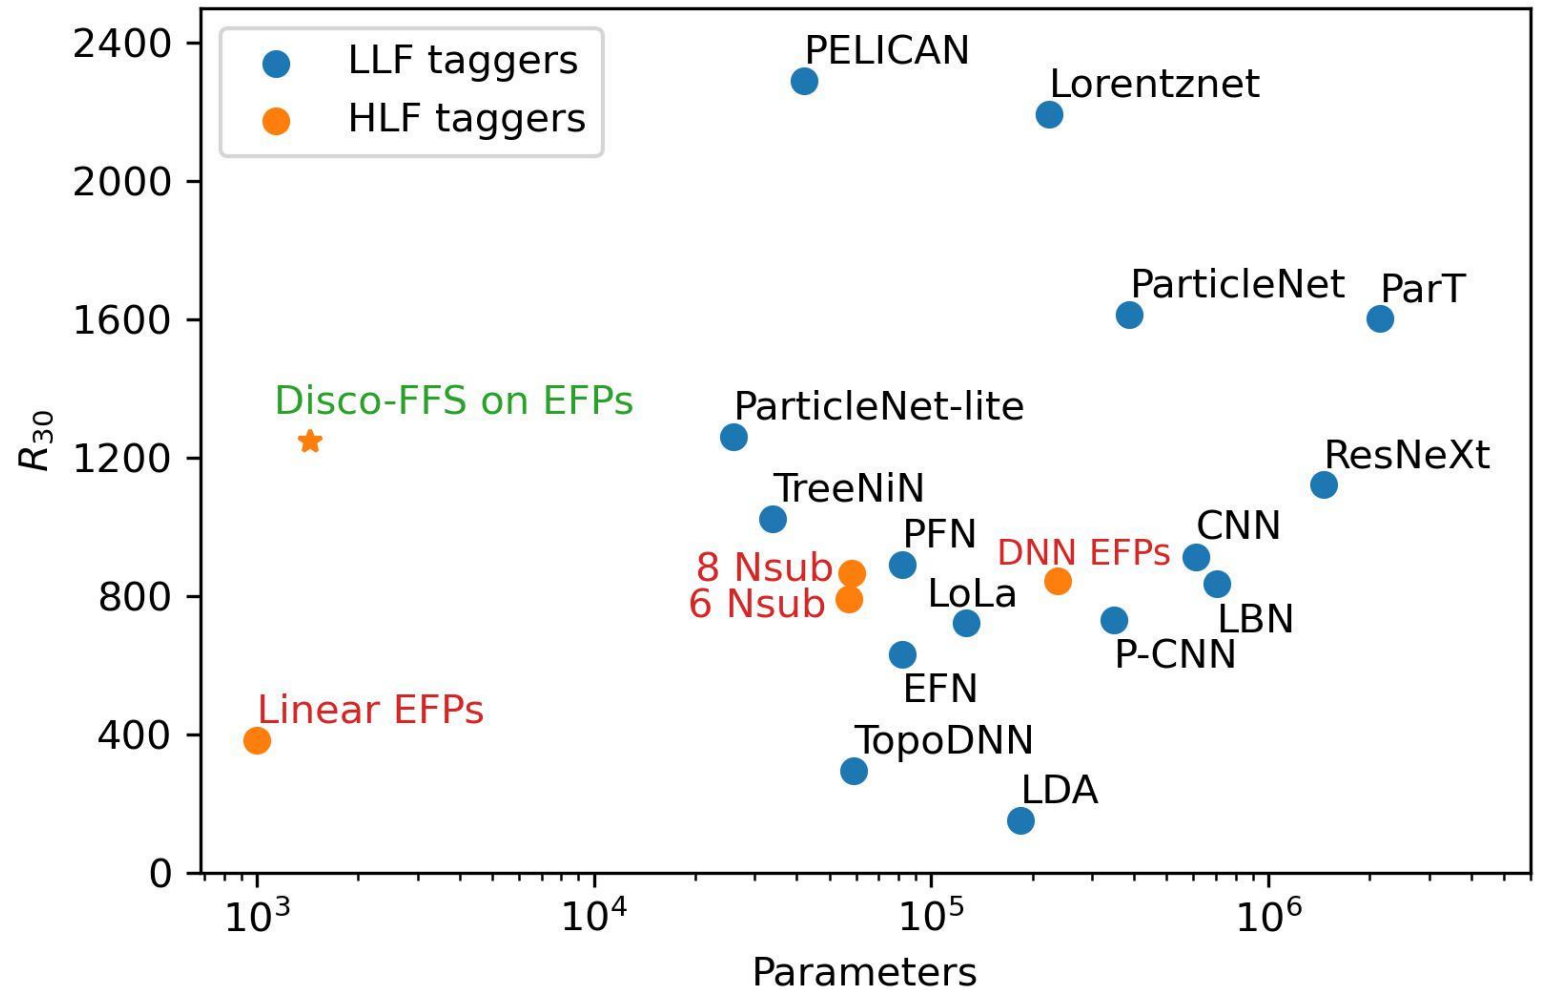 2400
2000
1600
1200
800
400
0
R₃₀
LLF taggers
HLF taggers
PELICAN
Lorentznet
ParticleNet
ParT
Disco-FFS on EFPs
ParticleNet-lite
ResNeXt
TreeNiN
CNN
PFN
DNN EFPs
8 Nsub
LoLa
6 Nsub
LBN
P-CNN
EFN
Linear EFPs
TopoDNN
LDA
10³ 10⁴ 10⁵ 10⁶
Parameters